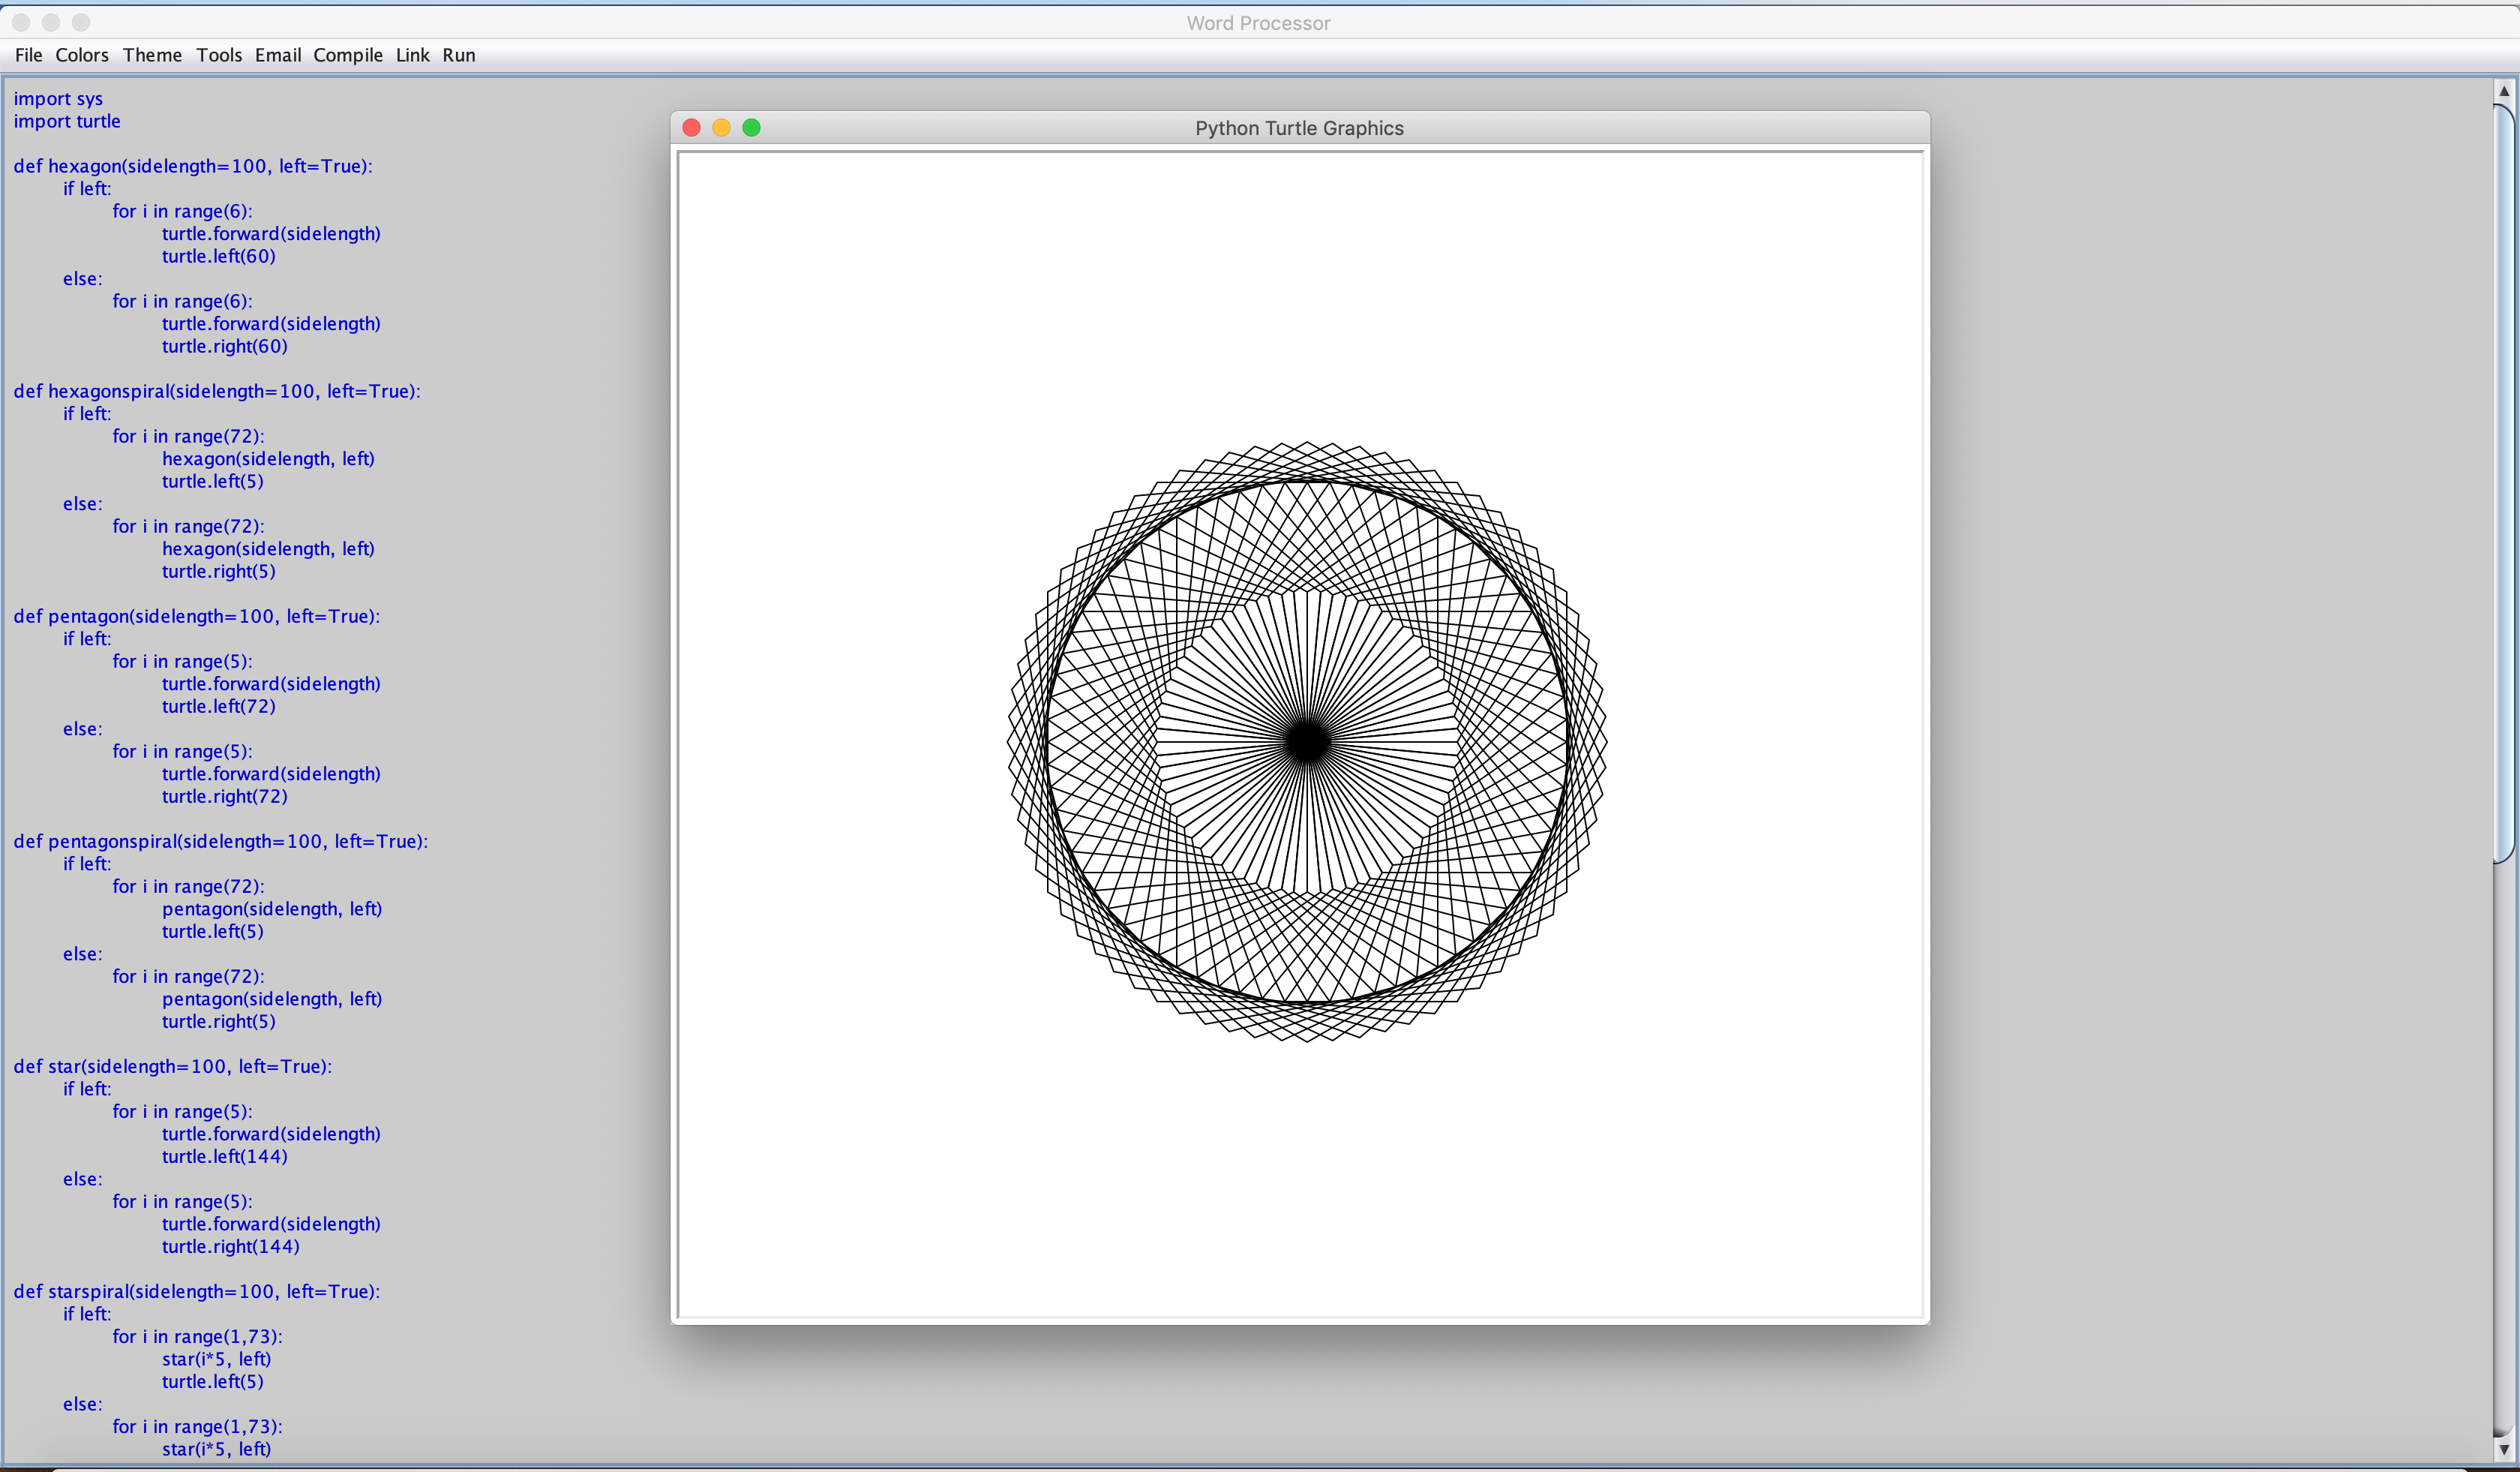 Word Processor
File Colors Theme Tools Email Compile Link Run
import sys
import turtle
def hexagon(sidelength=100, left=True):
if left:
for i in range(6):
turtle.forward(sidelength)
turtle.left(60)
else:
for i in range(6):
turtle.forward(sidelength)
turtle.right(60)
def hexagonspiral(sidelength=100, left=True):
if left:
for i in range(72):
hexagon(sidelength, left)
turtle.left(5)
else:
for i in range(72):
hexagon(sidelength, left)
turtle.right(5)
def pentagon(sidelength=100, left=True):
if left:
for i in range(5):
turtle.forward(sidelength)
turtle.left(72)
else:
for i in range(5):
turtle.forward(sidelength)
turtle.right(72)
def pentagonspiral(sidelength=100, left=True):
if left:
for i in range(72):
pentagon(sidelength, left)
turtle.left(5)
else:
for i in range(72):
pentagon(sidelength, left)
turtle.right(5)
def star(sidelength=100, left=True):
if left:
for i in range(5):
turtle.forward(sidelength)
turtle.left(144)
else:
for i in range(5):
turtle.forward(sidelength)
turtle.right(144)
def starspiral(sidelength=100, left=True):
if left:
for i in range(1,73):
star(i*5, left)
turtle.left(5)
else:
for i in range(1,73):
star(i*5, left)
Python Turtle Graphics